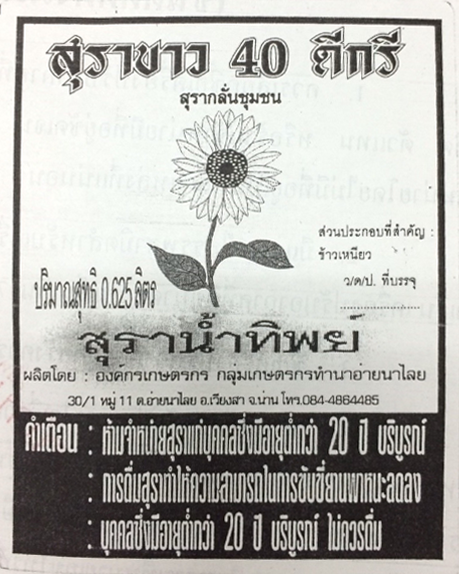 สุราขาว 40 ดีกรี
สุรากลั่นชุมชน
ส่วนประกอบที่สำคัญ :
ข้าวเหนียว
ว/ด/ป. ที่บรรจุ
ปริมาณสุทธิ 0.625 ลิตร
สุราน้ำทิพย์
ผลิตโดย : องค์กรเกษตรกร กลุ่มเกษตรกรทำนาอ่ายนาไลย
30/1 หมู่ 11 ต.อ่ายนาไลย อ.เวียงสา จ.น่าน โทร.084-4864485
คำเตือน : ห้ามจำหน่ายสุราแก่บุคคลซึ่งมีอายุต่ำกว่า 20 ปี บริบูรณ์
: การดื่มสุราทำให้ความสามารถในการขับขี่ยานพาหนะลดลง
: บุคคลซึ่งมีอายุต่ำกว่า 20 ปี บริบูรณ์ ไม่ควรดื่ม